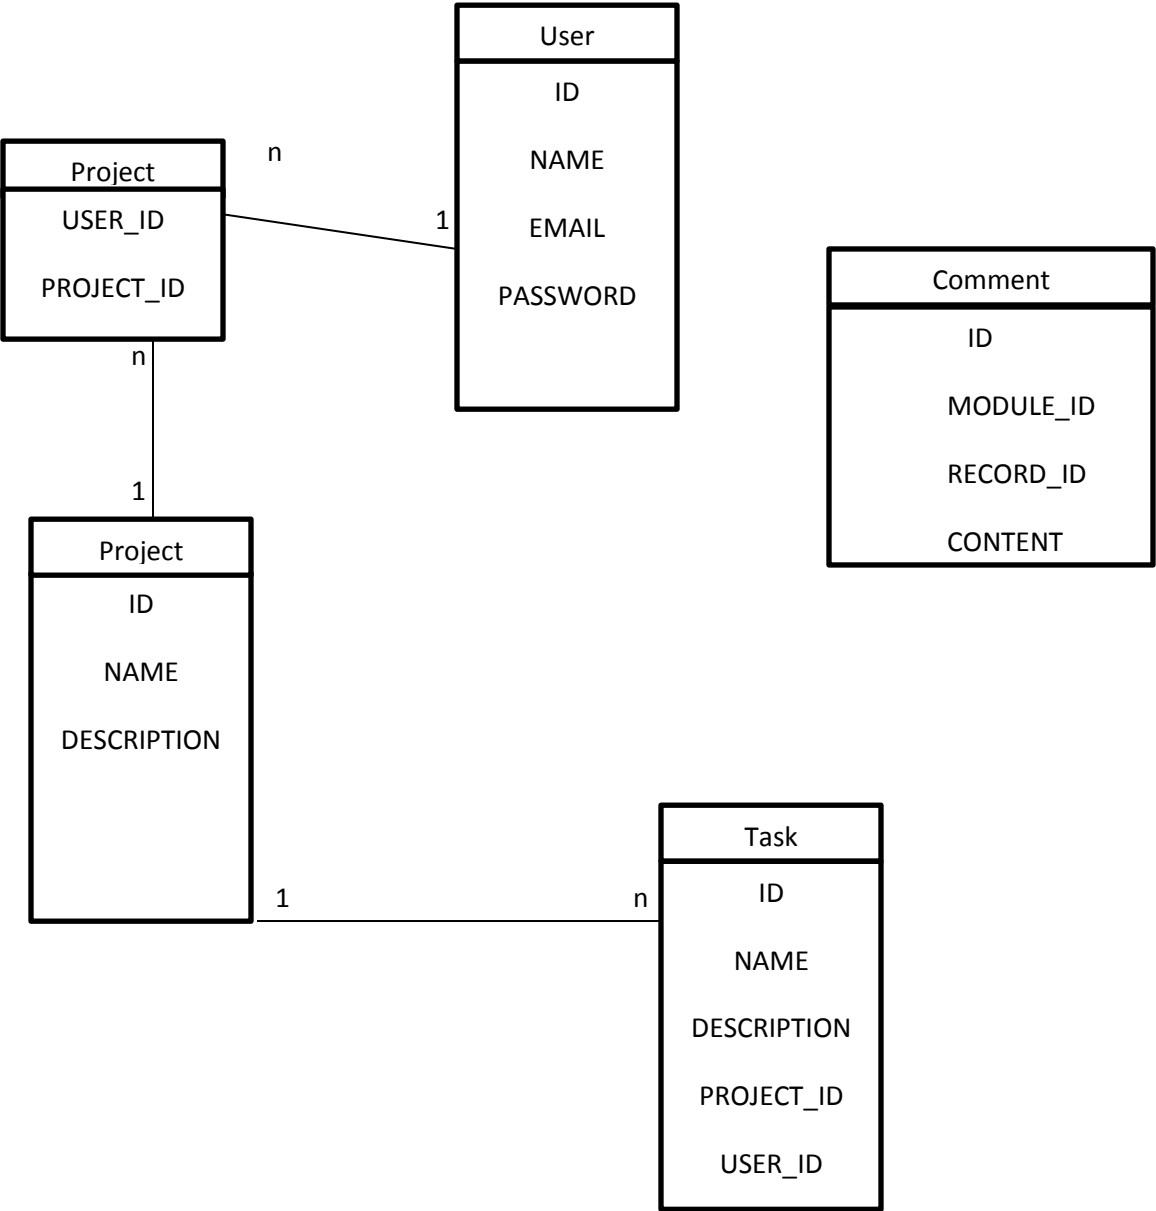 User
ID
NAME
EMAIL
PASSWORD
Project
USER_ID
PROJECT_ID
n
1
Comment
ID
MODULE_ID
RECORD_ID
CONTENT
n
1
Project
ID
NAME
DESCRIPTION
1
n
Task
ID
NAME
DESCRIPTION
PROJECT_ID
USER_ID